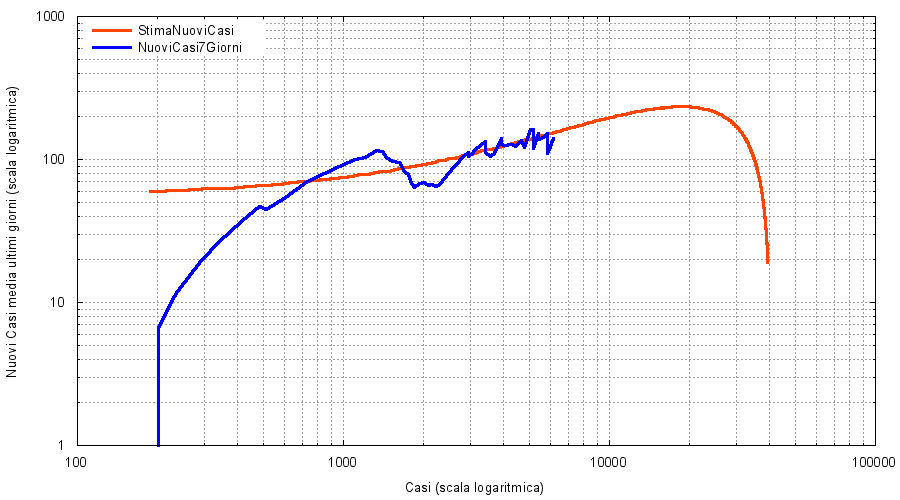 1000
StimaNuoviCasi
NuoviCasi7Giorni
100
10
1
Nuovi Casi media ultimi giorni (scala logaritmica)
100
1000
10000
100000
Casi (scala logaritmica)